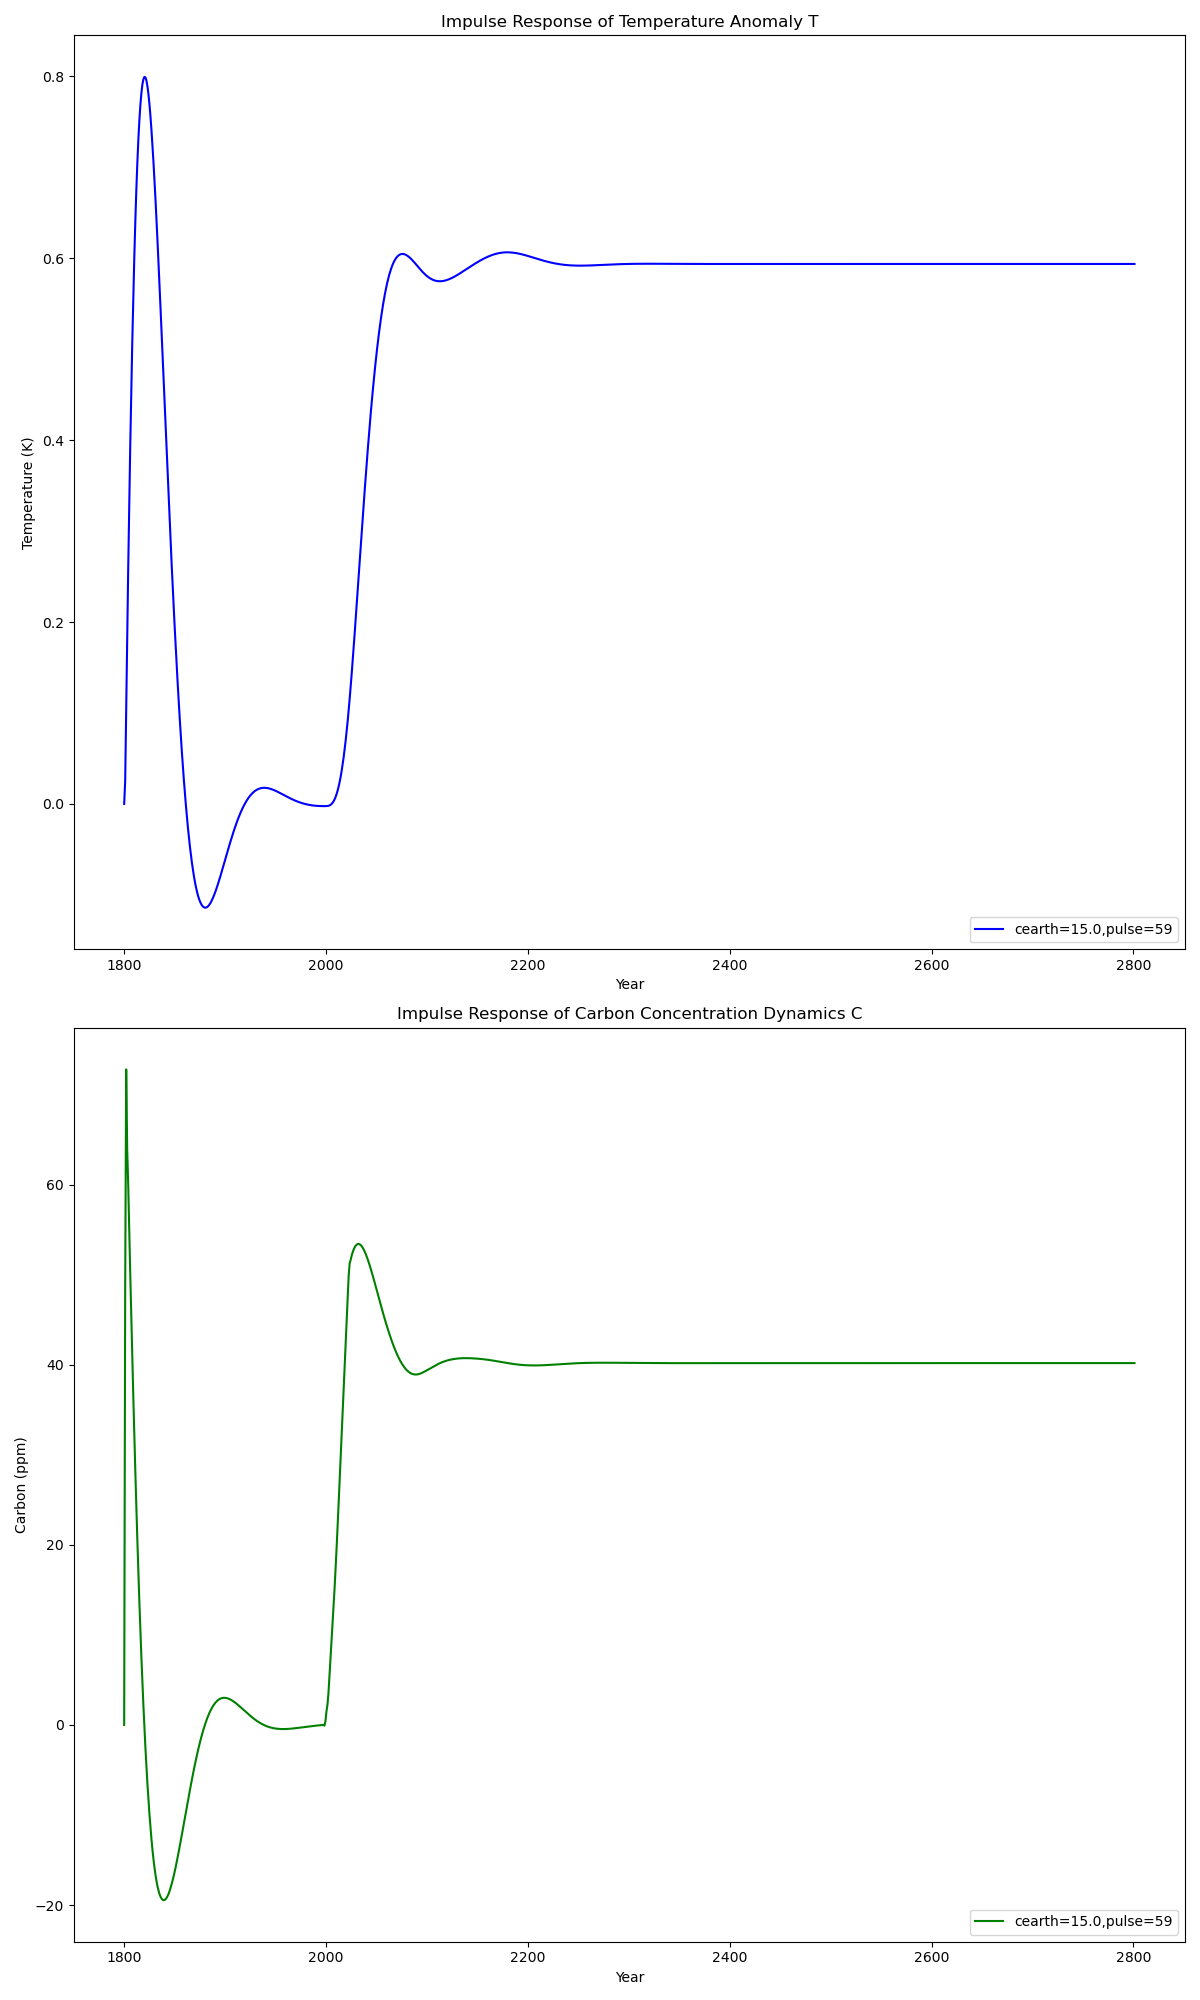 Impulse Response of Temperature Anomaly T
0.8
0.6
0.4
0.2
0.0
Temperature (K)
cearth=15.0,pulse=59
1800 2000 2200 2400 2600 2800
Year
Impulse Response of Carbon Concentration Dynamics C
60
40
20
0
−20
Carbon (ppm)
cearth=15.0,pulse=59
1800 2000 2200 2400 2600 2800
Year